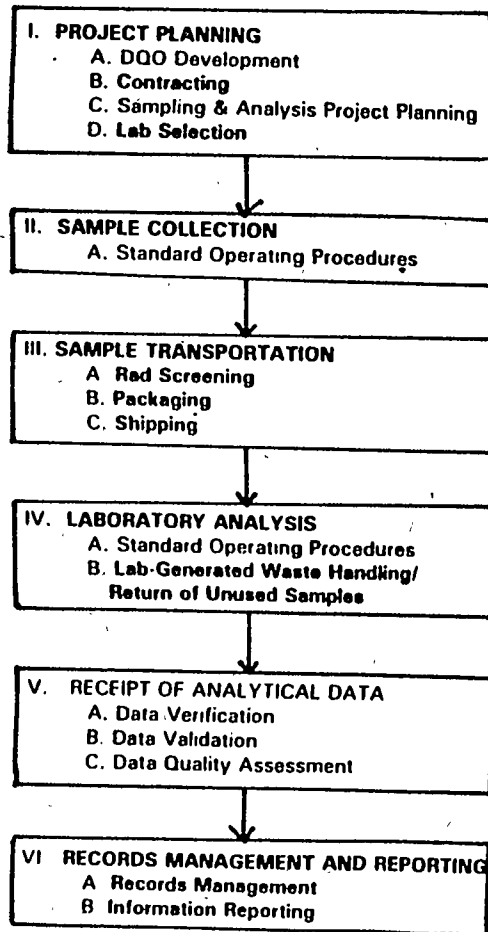 I. PROJECT PLANNING
A. DQO Development
B. Contracting
C. Sampling & Analysis Project Planning
D. Lab Selection
II. SAMPLE COLLECTION
A. Standard Operating Procedures
III. SAMPLE TRANSPORTATION
A Rad Screening
B. Packaging
C. Shipping
IV. LABORATORY ANALYSIS
A. Standard Operating Procedures
B. Lab-Generated Waste Handling/
Return of Unused Samples
V. RECEIPT OF ANALYTICAL DATA
A. Data Verification
B. Data Validation
C. Data Quality Assessment
VI RECORDS MANAGEMENT AND REPORTING
A Records Management
B Information Reporting